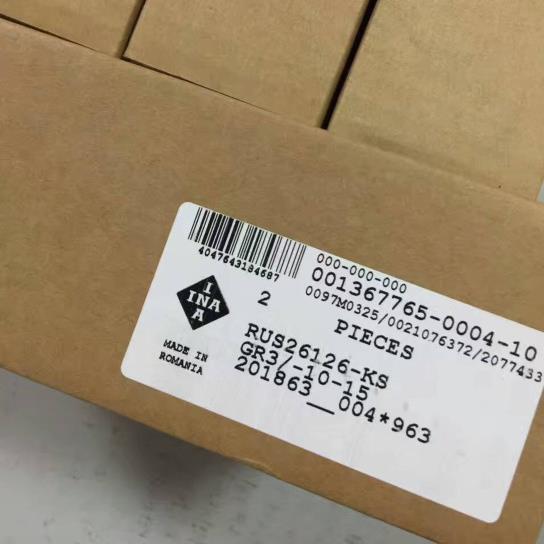 4047643184687
000-000-000
001367765-0004-10
0097M0325/0021076372/2077433
I
INA
A
2 PIECES
MADE IN
ROMANIA
RUS26126-KS
GR37-10-15
201863__004*963